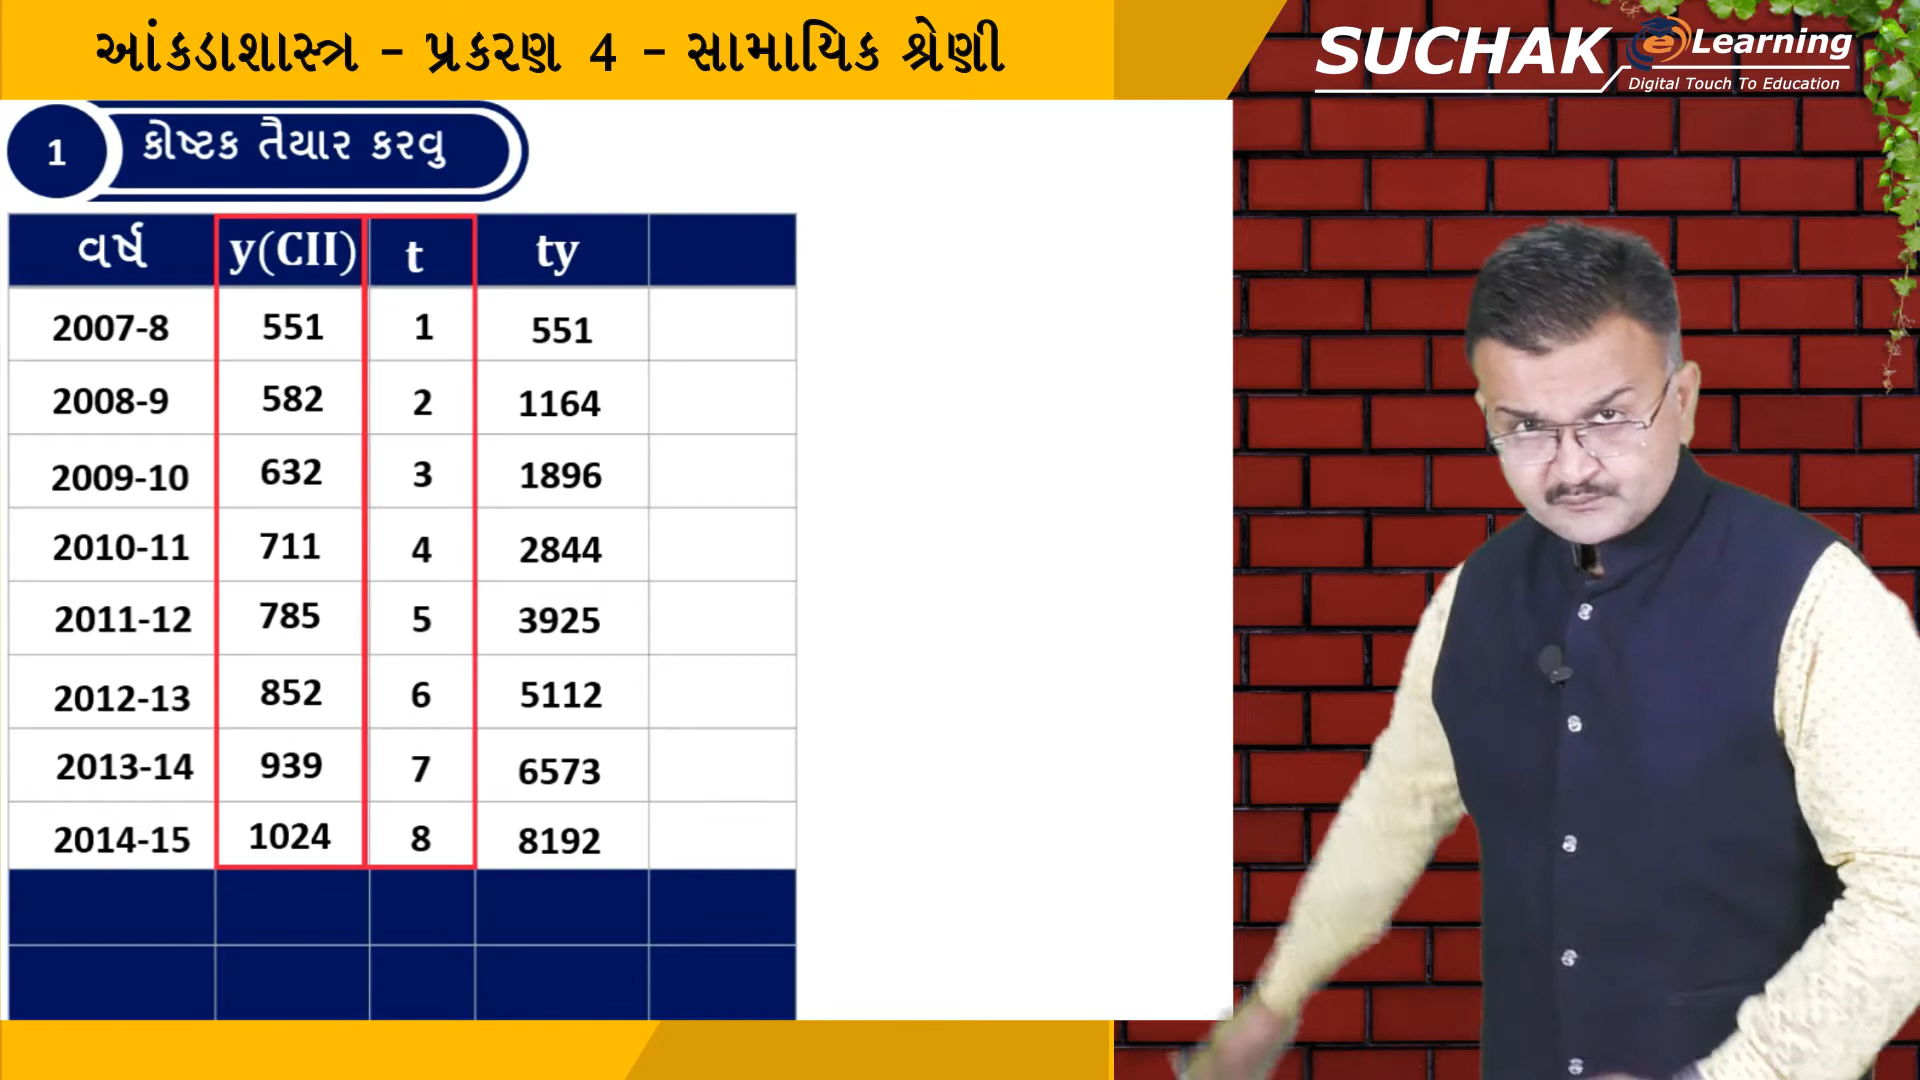 આંકડાશાસ્ત્ર - પ્રકરણ 4 - સામાયિક શ્રેણી
SUCHAK eLearning
Digital Touch To Education
1 કોષ્ટક તૈયાર કરવુ
વર્ષ y(CII) t ty
2007-8 551 1 551
2008-9 582 2 1164
2009-10 632 3 1896
2010-11 711 4 2844
2011-12 785 5 3925
2012-13 852 6 5112
2013-14 939 7 6573
2014-15 1024 8 8192